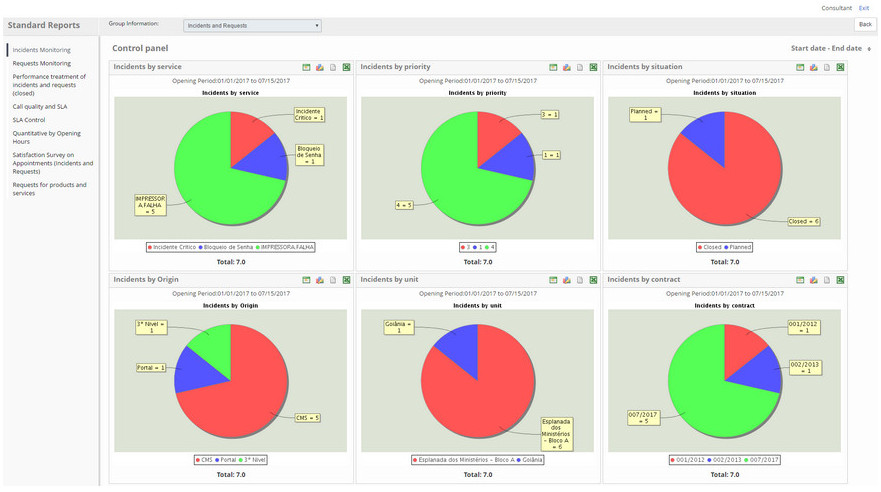 Consultant Exit
Standard Reports
Group Information:
Incidents and Requests
Back
Incidents Monitoring
Requests Monitoring
Performance treatment of
incidents and requests
(closed)
Call quality and SLA
SLA Control
Quantitative by Opening
Hours
Satisfaction Survey on
Appointments (Incidents and
Requests)
Requests for products and
services
Control panel
Start date - End date
Incidents by service
Opening Period:01/01/2017 to 07/15/2017
Incidents by service
Incidente
Crítico = 1
Bloqueio
de Senha
= 1
IMPRESSOR
A.FALHA
= 5
Incidente Crítico Bloqueio de Senha IMPRESSORA.FALHA
Total: 7.0
Incidents by priority
Opening Period:01/01/2017 to 07/15/2017
Incidents by priority
3 = 1
1 = 1
4 = 5
3 1 4
Total: 7.0
Incidents by situation
Opening Period:01/01/2017 to 07/15/2017
Incidents by situation
Planned =
1
Closed = 6
Closed Planned
Total: 7.0
Incidents by Origin
Opening Period:01/01/2017 to 07/15/2017
Incidents by Origin
3° Nível =
1
Portal = 1
CMS = 5
CMS Portal 3° Nível
Total: 7.0
Incidents by unit
Opening Period:01/01/2017 to 07/15/2017
Incidents by unit
Goiânia =
1
Esplanada
dos
Ministérios
- Bloco A
= 6
Esplanada dos Ministérios - Bloco A Goiânia
Total: 7.0
Incidents by contract
Opening Period:01/01/2017 to 07/15/2017
Incidents by contract
001/2012
= 1
002/2013
= 1
007/2017
= 5
001/2012 002/2013 007/2017
Total: 7.0